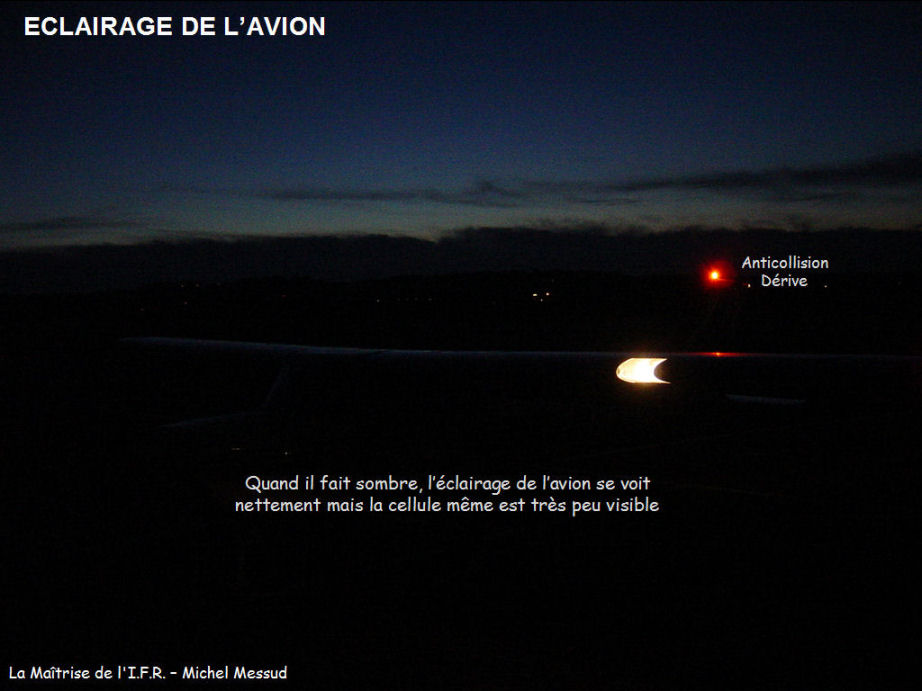 ECLAIRAGE DE L’AVION
Anticollision
Dérive
Quand il fait sombre, l’éclairage de l’avion se voit
nettement mais la cellule même est très peu visible
La Maîtrise de l'I.F.R. – Michel Messud